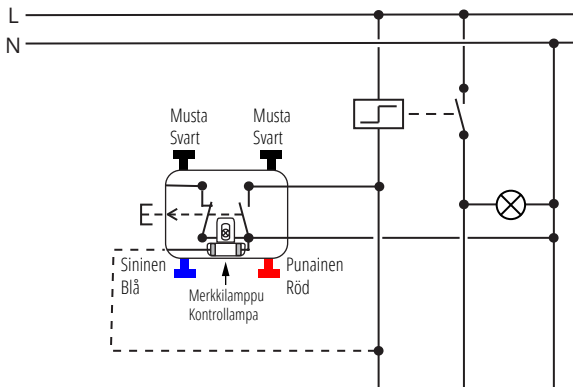 L
N
Musta
Svart
Musta
Svart
Sininen
Blå
Merkkilamppu
Kontrollampa
Punainen
Röd